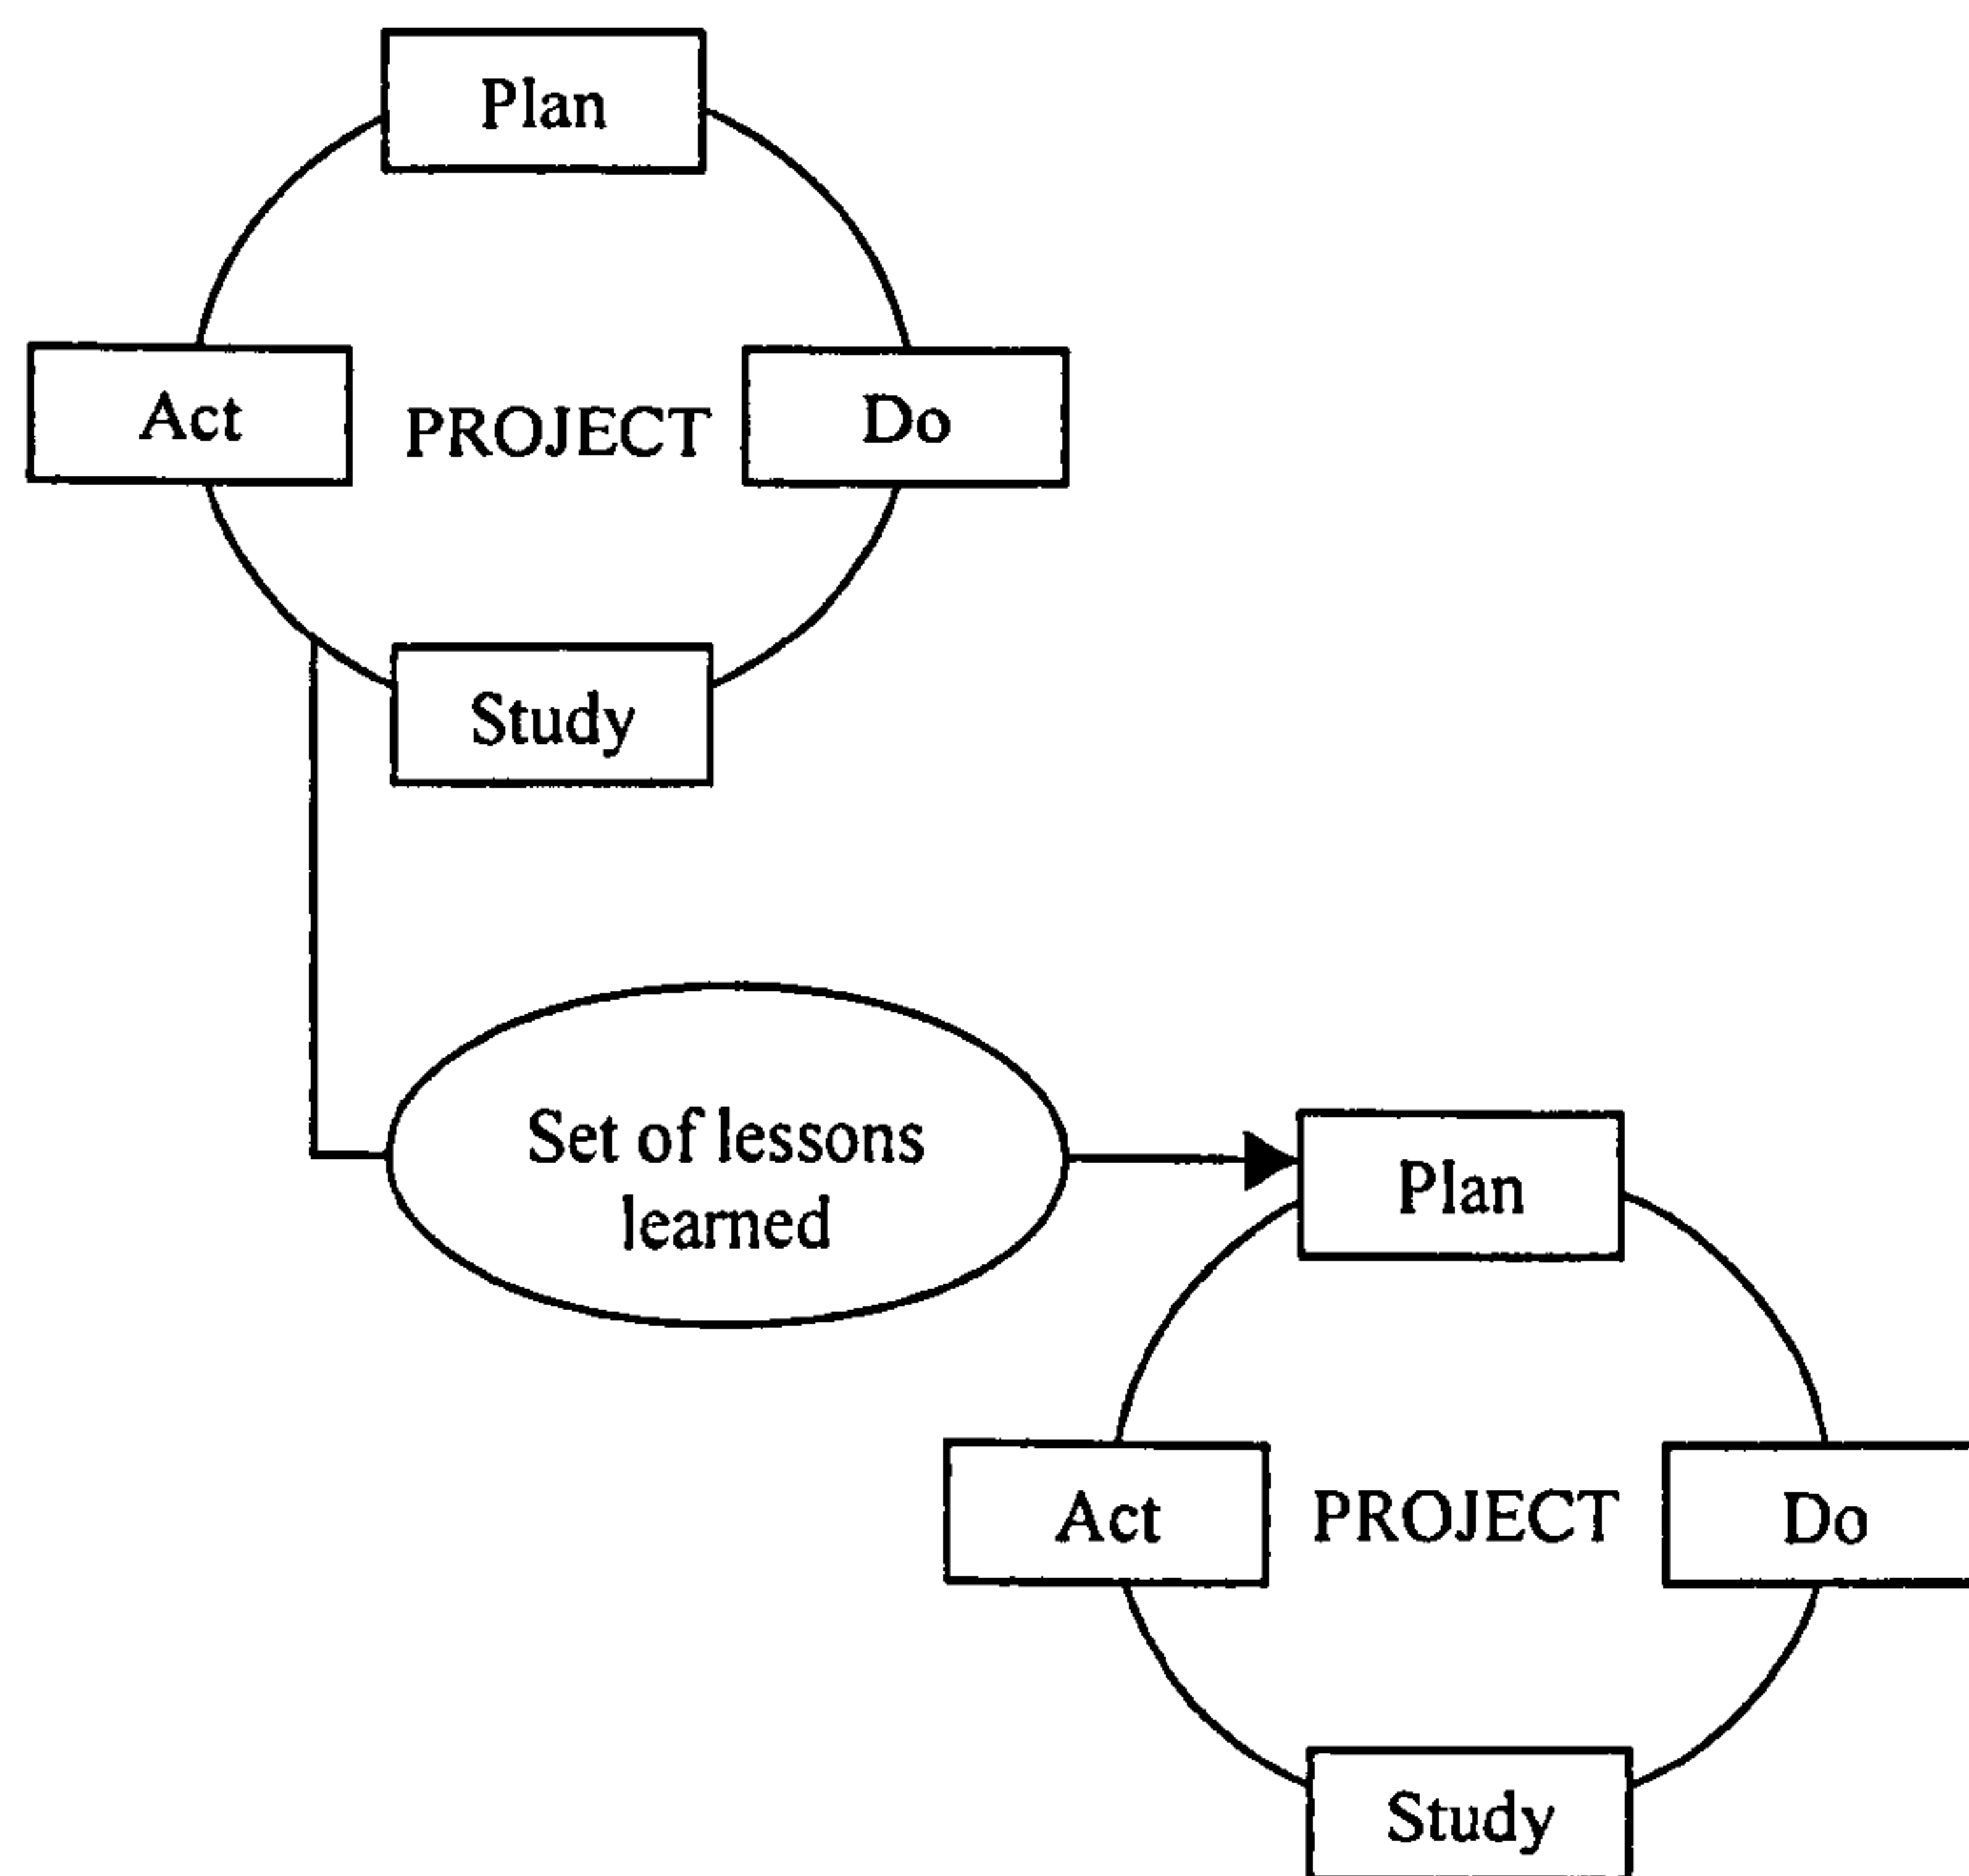 Plan
Act
PROJECT
Do
Study
Set of lessons
learned
Plan
Act
PROJECT
Do
Study